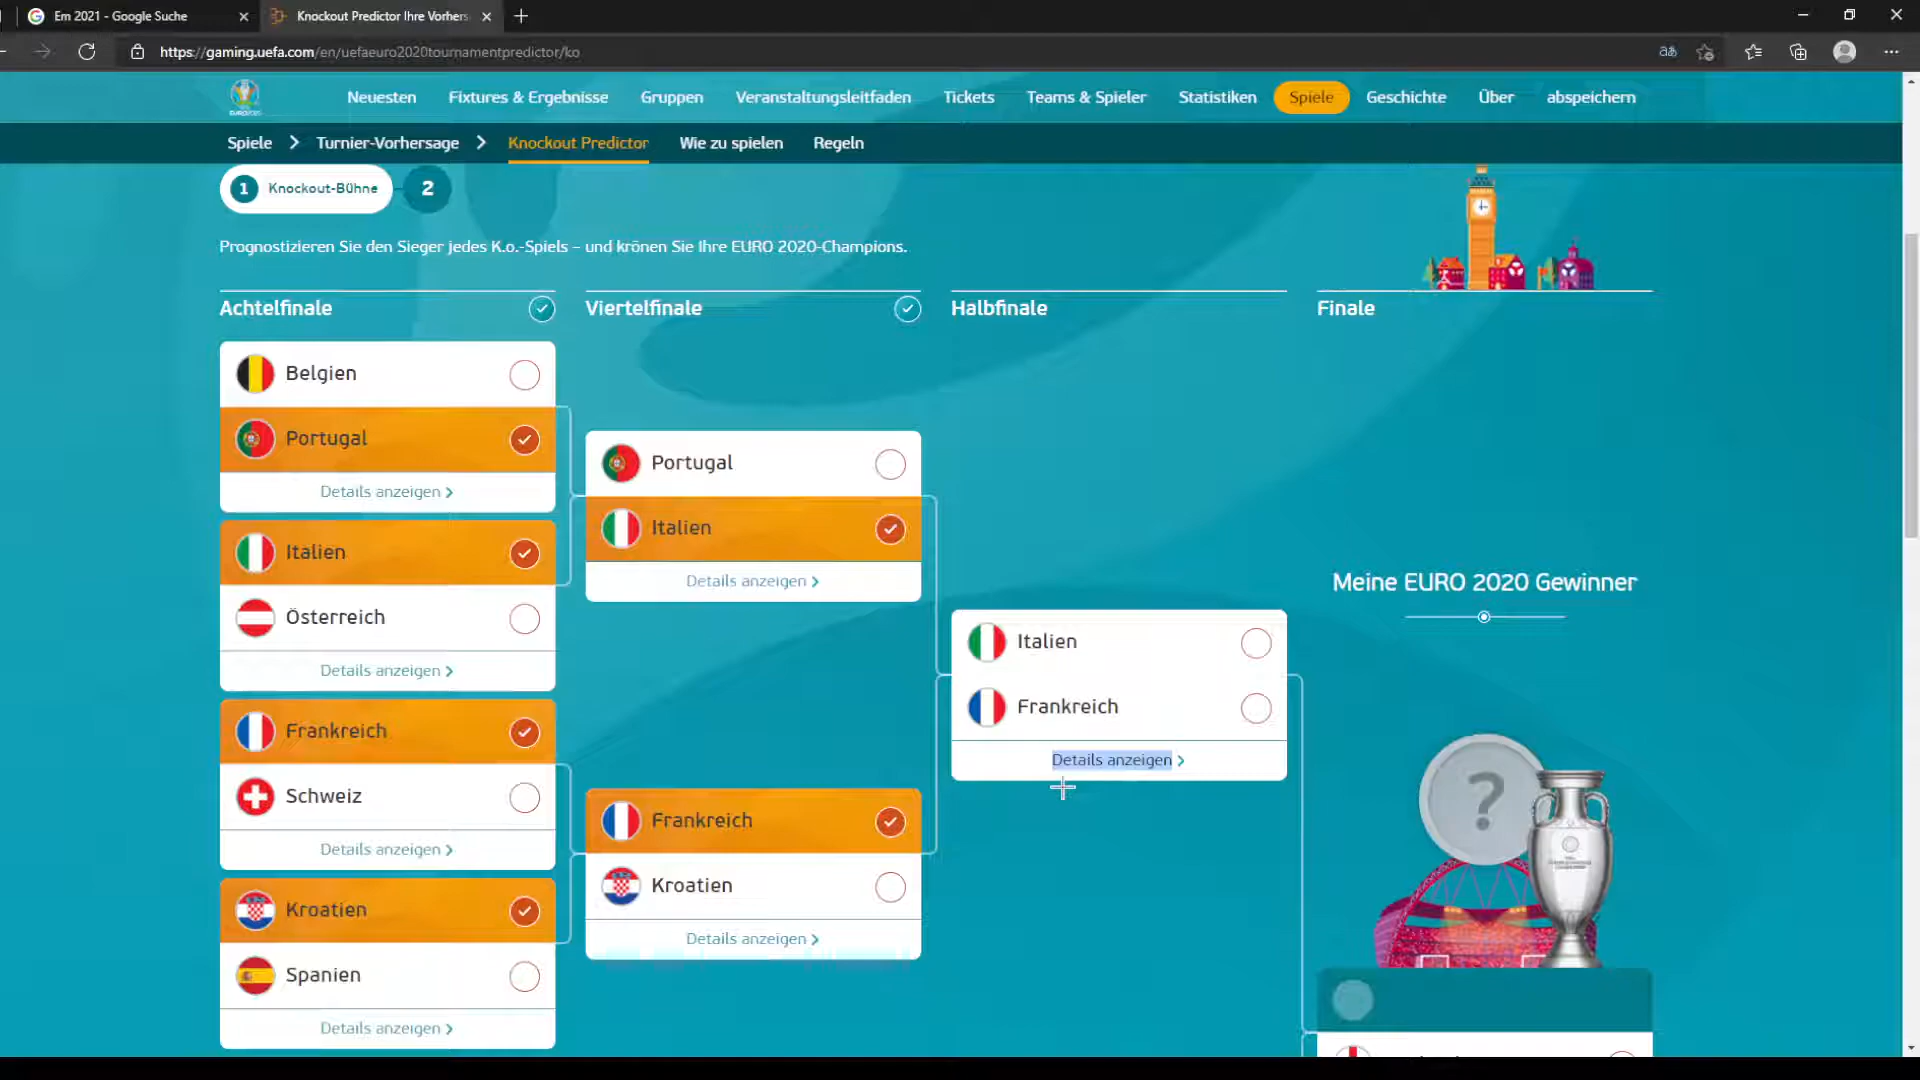 Em 2021 - Google Suche
Knockout Predictor Ihre Vorhers
https://gaming.uefa.com/en/uefaeuro2020tournamentpredictor/ko
Neuesten
Fixtures & Ergebnisse
Gruppen
Veranstaltungsleitfaden
Tickets
Teams & Spieler
Statistiken
Spiele
Geschichte
Über
abspeichern
Spiele
Turnier-Vorhersage
Knockout Predictor
Wie zu spielen
Regeln
1 Knockout-Bühne
2
Prognostizieren Sie den Sieger jedes K.o.-Spiels – und krönen Sie Ihre EURO 2020-Champions.
Achtelfinale
Viertelfinale
Halbfinale
Finale
Belgien
Portugal
Details anzeigen
Italien
Österreich
Details anzeigen
Frankreich
Schweiz
Details anzeigen
Kroatien
Spanien
Details anzeigen
Portugal
Italien
Details anzeigen
Frankreich
Kroatien
Details anzeigen
Italien
Frankreich
Details anzeigen
Meine EURO 2020 Gewinner
?